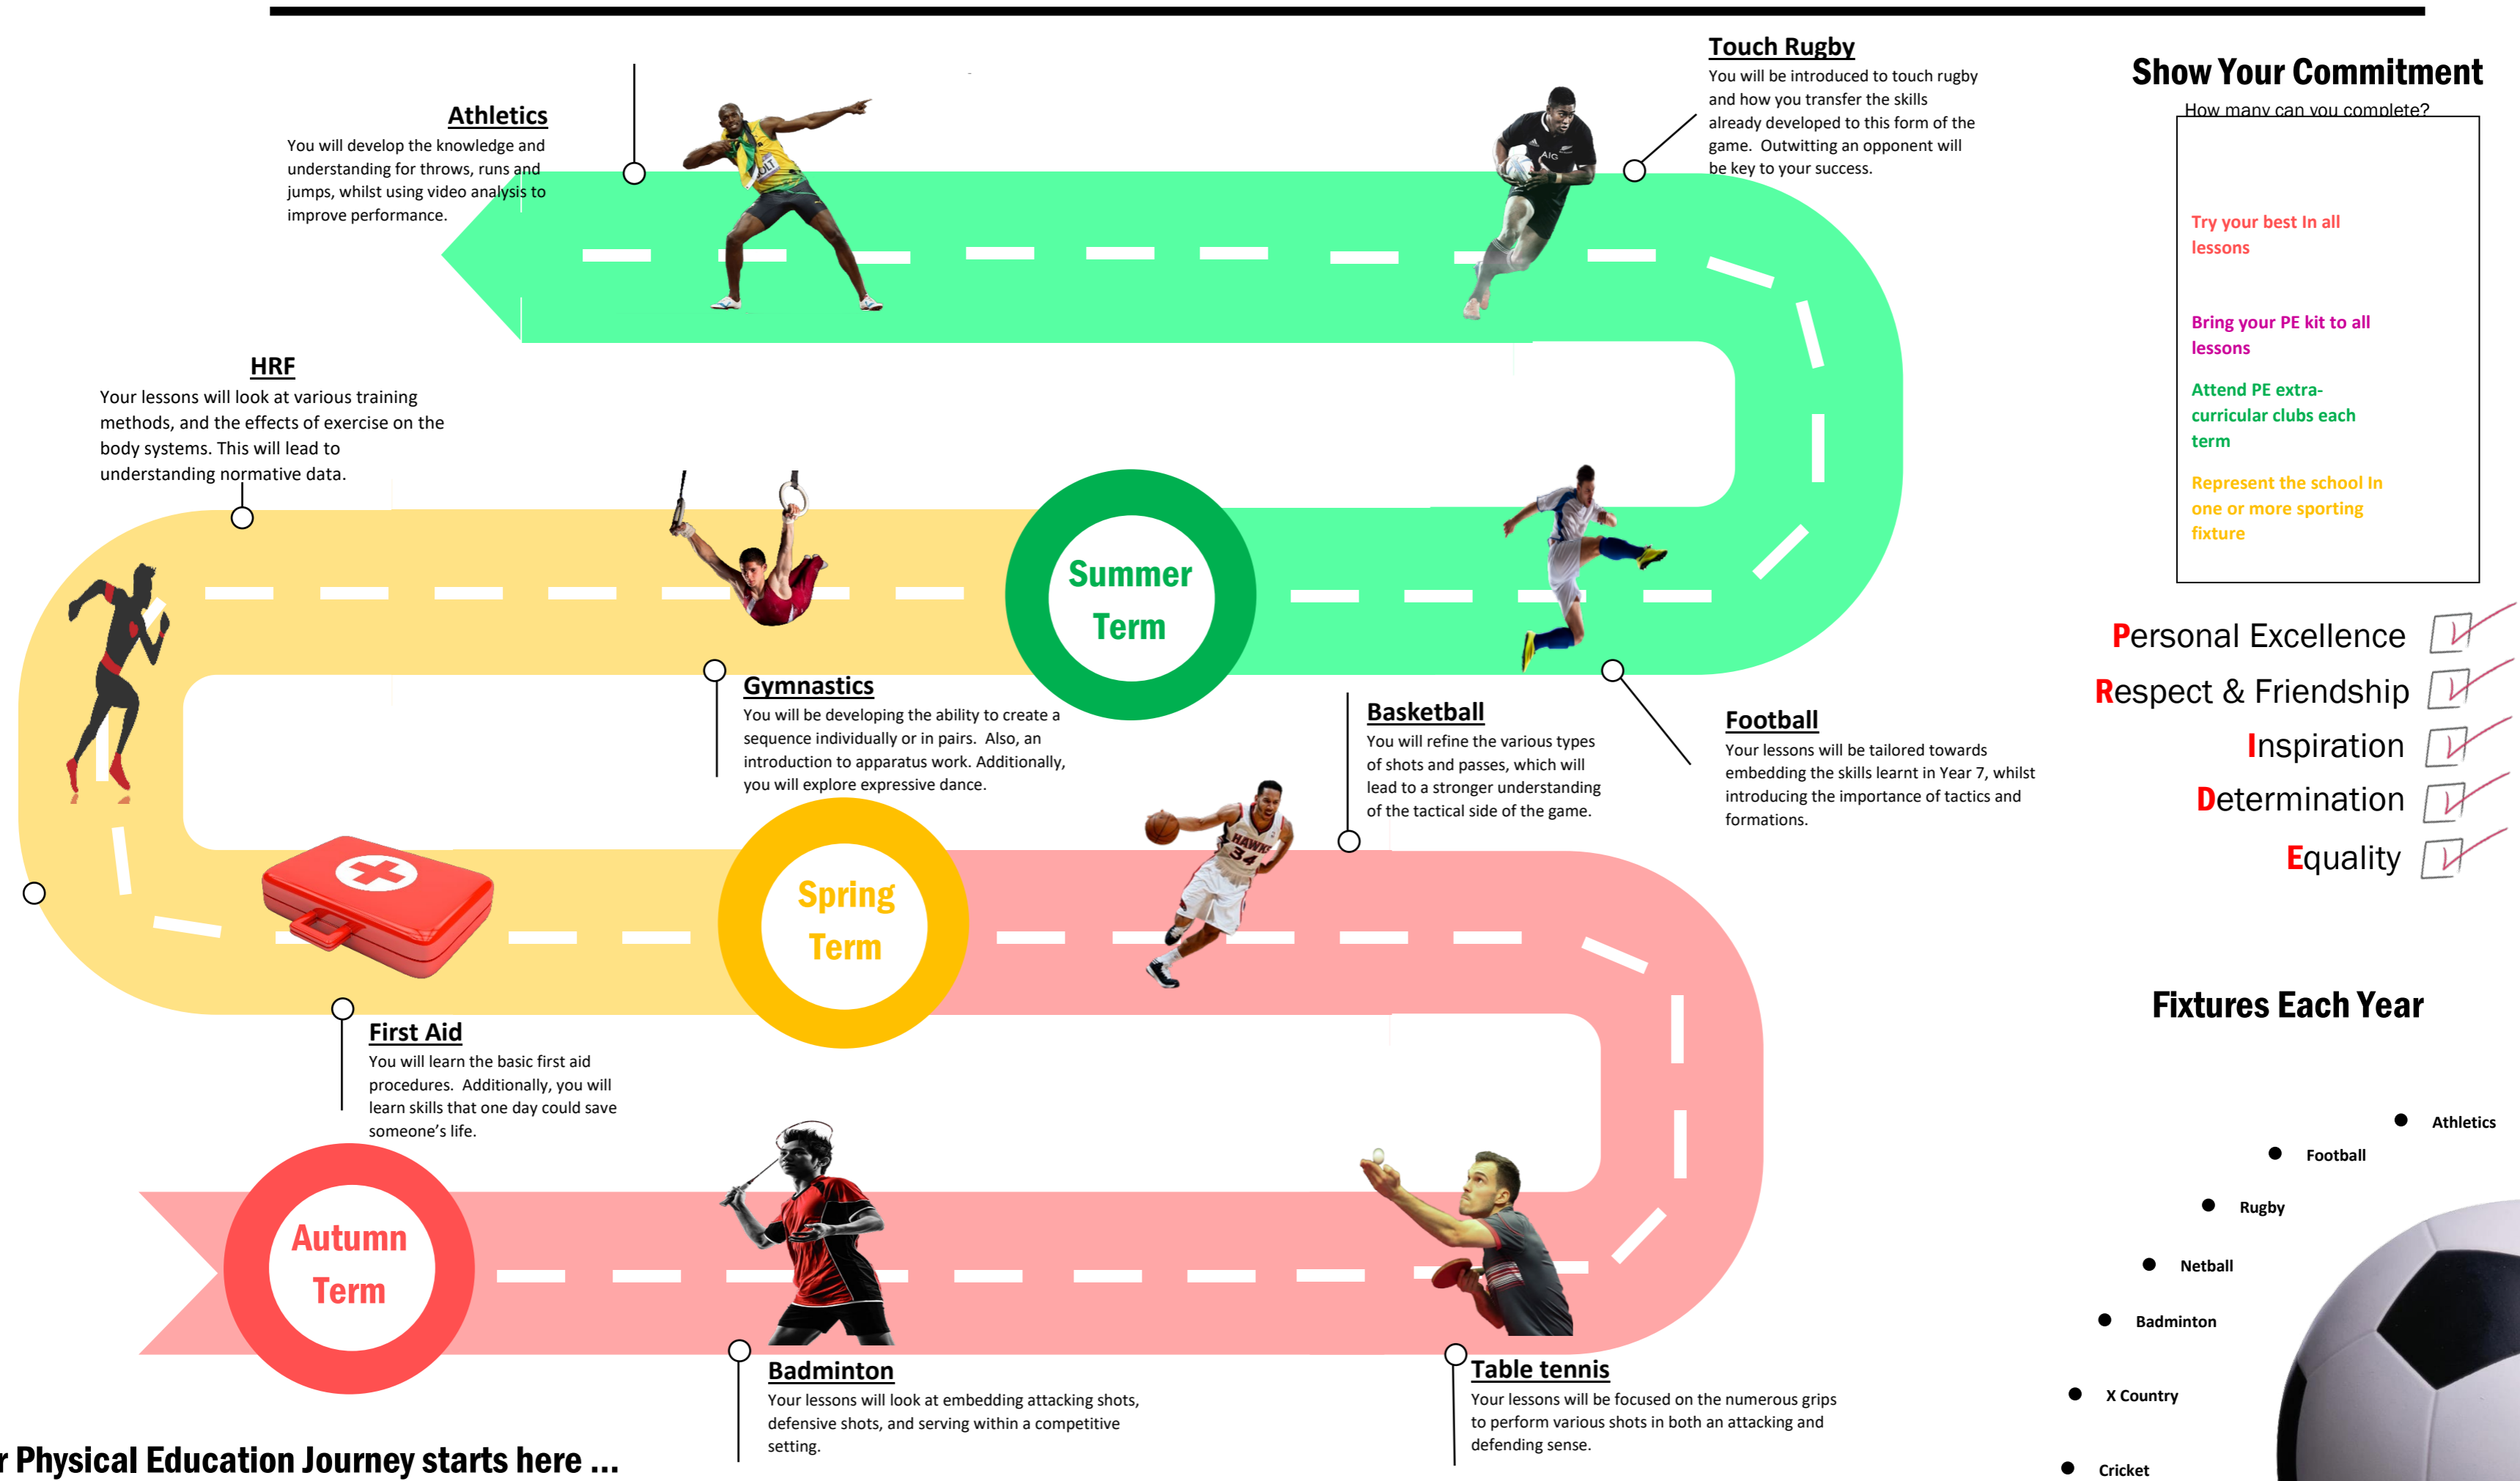 Athletics
You will develop the knowledge and
understanding for throws, runs and
jumps, whilst using video analysis to
improve performance.
Touch Rugby
You will be introduced to touch rugby
and how you transfer the skills
already developed to this form of the
game.  Outwitting an opponent will
be key to your success.
Show Your Commitment
How many can you complete?
Try your best In all
lessons
Bring your PE kit to all
lessons
Attend PE extra-
curricular clubs each
term
Represent the school In
one or more sporting
fixture
HRF
Your lessons will look at various training
methods, and the effects of exercise on the
body systems. This will lead to
understanding normative data.
Summer
Term
Gymnastics
You will be developing the ability to create a
sequence individually or in pairs.  Also, an
introduction to apparatus work. Additionally,
you will explore expressive dance.
Basketball
You will refine the various types
of shots and passes, which will
lead to a stronger understanding
of the tactical side of the game.
Football
Your lessons will be tailored towards
embedding the skills learnt in Year 7, whilst
introducing the importance of tactics and
formations.
Personal Excellence
Respect & Friendship
Inspiration
Determination
Equality
Spring
Term
HAWKS
34
AIG
First Aid
You will learn the basic first aid
procedures.  Additionally, you will
learn skills that one day could save
someone's life.
Fixtures Each Year
Athletics
Football
Rugby
Netball
Badminton
X Country
Cricket
Autumn
Term
Badminton
Your lessons will look at embedding attacking shots,
defensive shots, and serving within a competitive
setting.
Table tennis
Your lessons will be focused on the numerous grips
to perform various shots in both an attacking and
defending sense.
r Physical Education Journey starts here ...